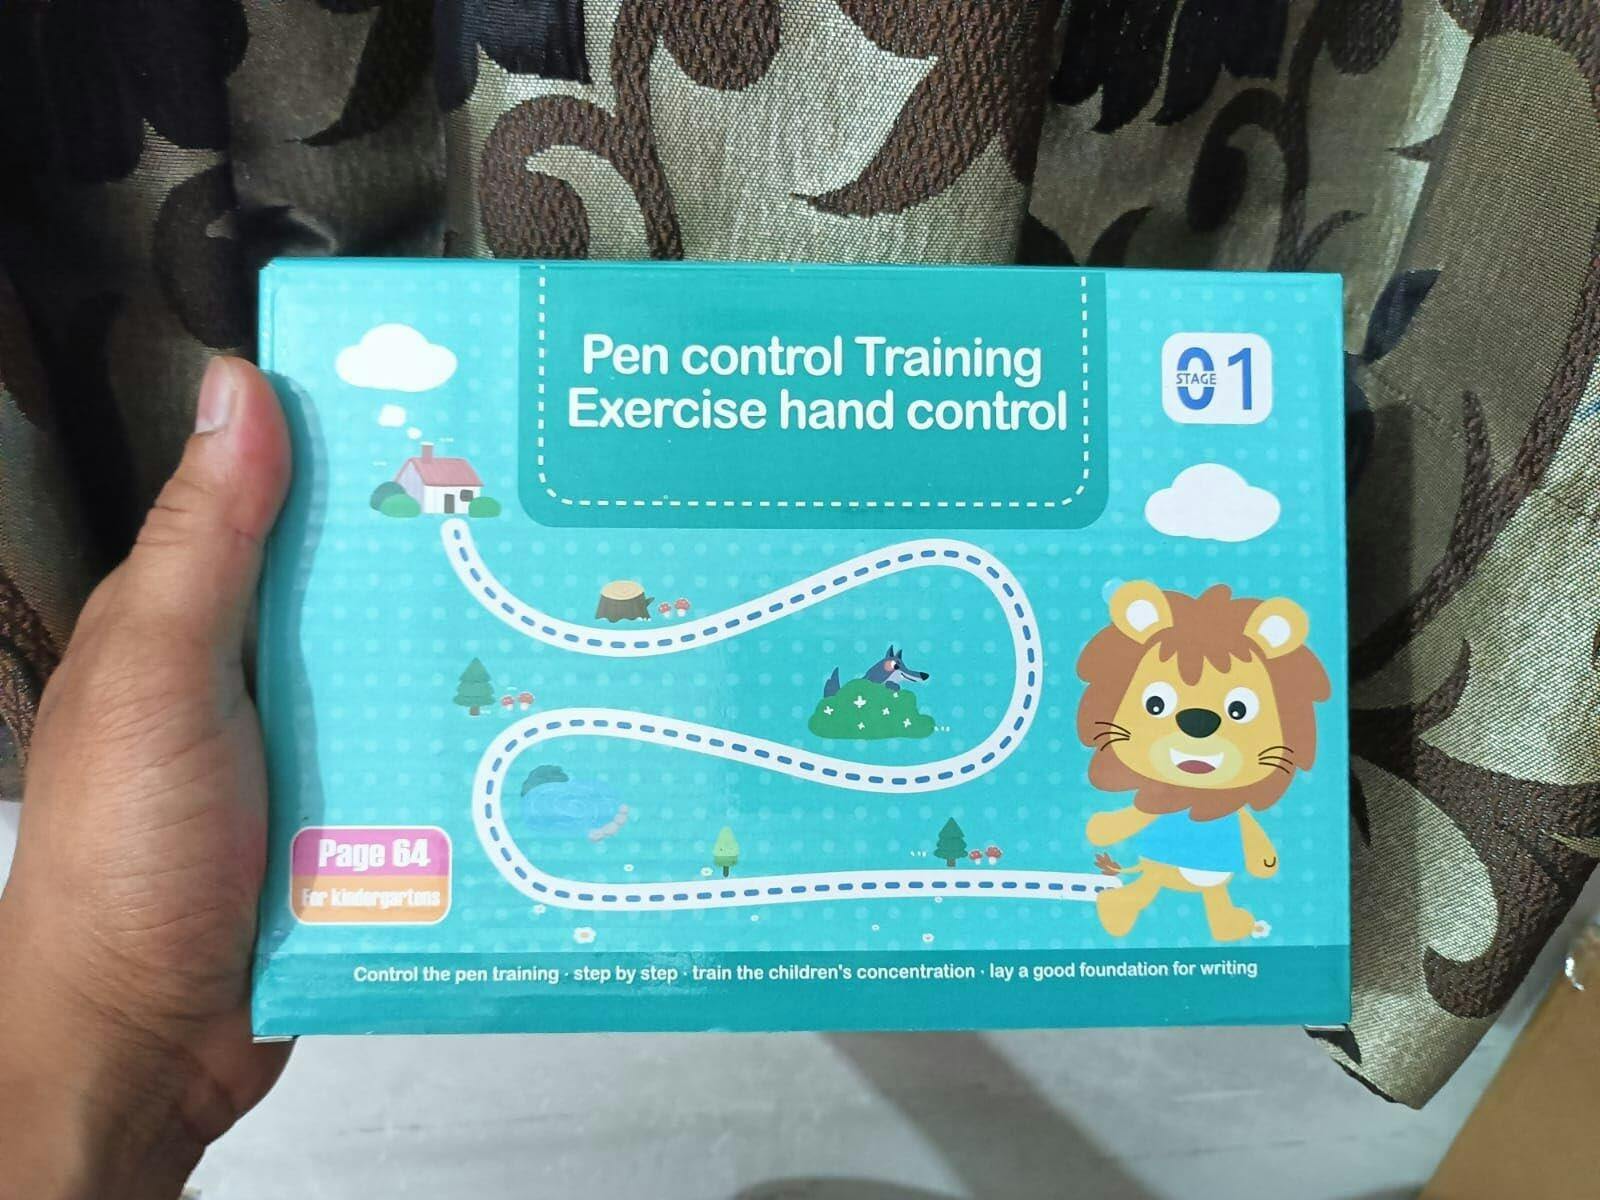 Pen control Training
Exercise hand control
STAGE 01
Page 64
For kindergartens
Control the pen training · step by step · train the children's concentration · lay a good foundation for writing